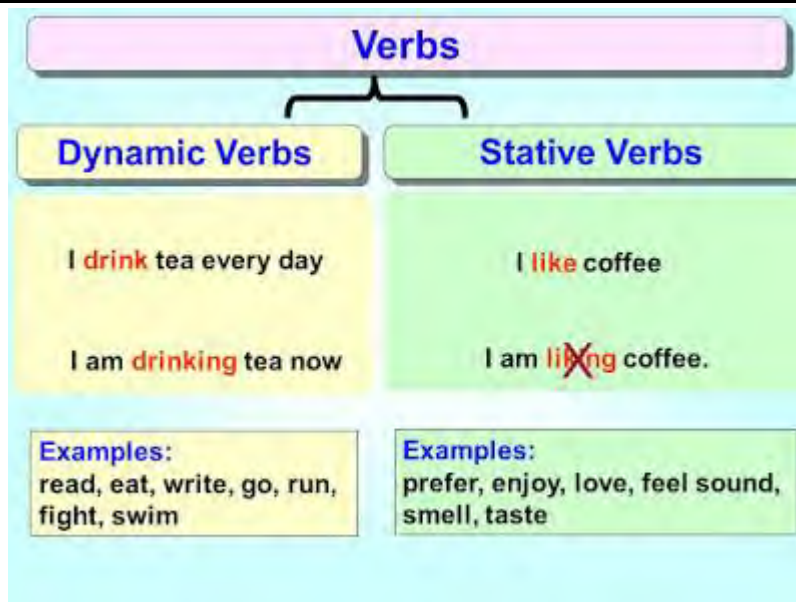 Verbs
Dynamic Verbs
Stative Verbs
I drink tea every day
I am drinking tea now
I like coffee
I am liking coffee.
Examples:
read, eat, write, go, run,
fight, swim
Examples:
prefer, enjoy, love, feel sound,
smell, taste